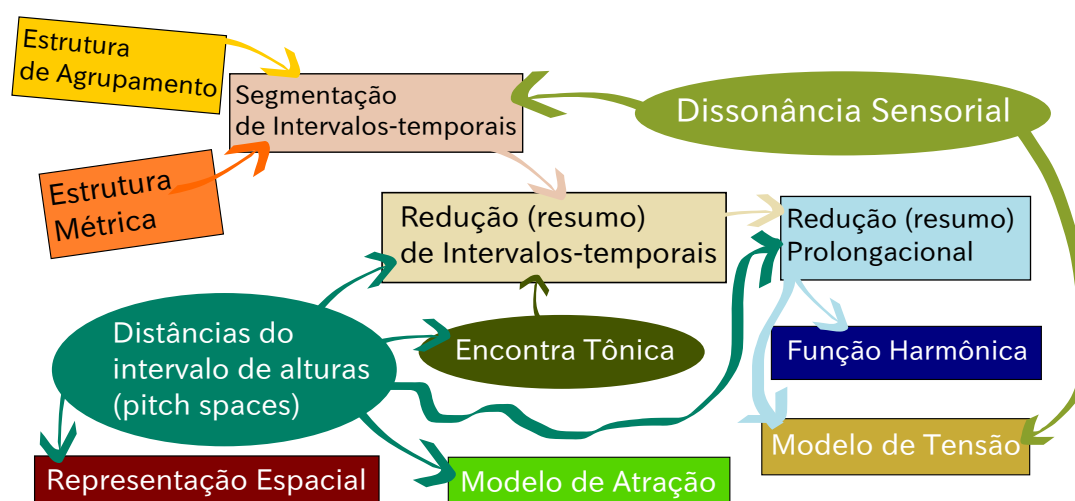 Estrutura
de Agrupamento
Segmentação
de Intervalos-temporais
Dissonância Sensorial
Estrutura
Métrica
Redução (resumo)
de Intervalos-temporais
Redução (resumo)
Prolongacional
Distâncias do
intervalo de alturas
(pitch spaces)
Encontra Tônica
Função Harmônica
Representação Espacial
Modelo de Atração
Modelo de Tensão